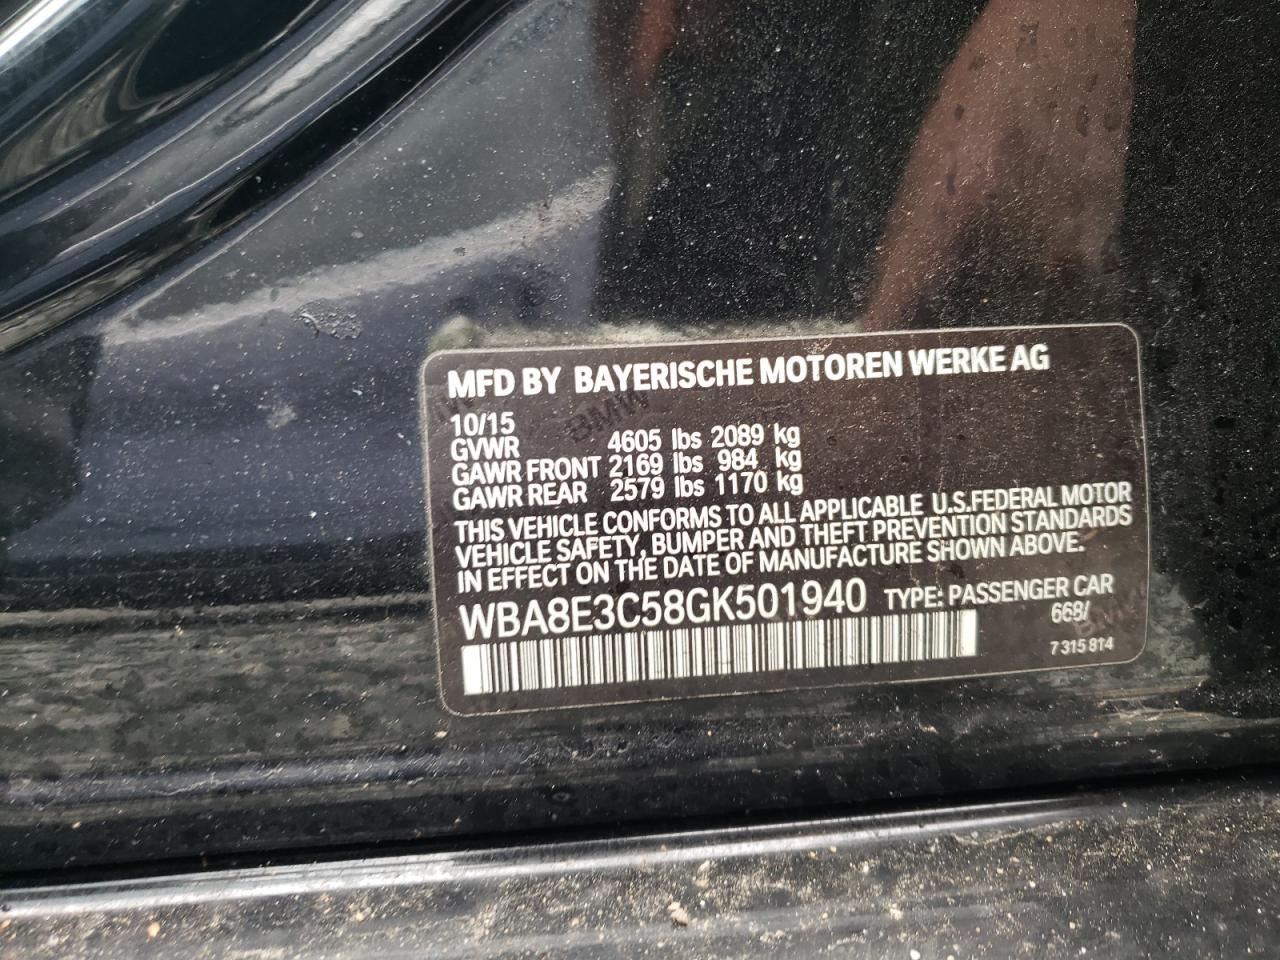 MFD BY BAYERISCHE MOTOREN WERKE AG
10/15
GVWR 4605 lbs 2089 kg
GAWR FRONT 2169 lbs 984 kg
GAWR REAR 2579 lbs 1170 kg
THIS VEHICLE CONFORMS TO ALL APPLICABLE U.S.FEDERAL MOTOR
VEHICLE SAFETY, BUMPER AND THEFT PREVENTION STANDARDS
IN EFFECT ON THE DATE OF MANUFACTURE SHOWN ABOVE.
WBA8E3C58GK501940 TYPE: PASSENGER CAR
668/
7 315 814
BMW